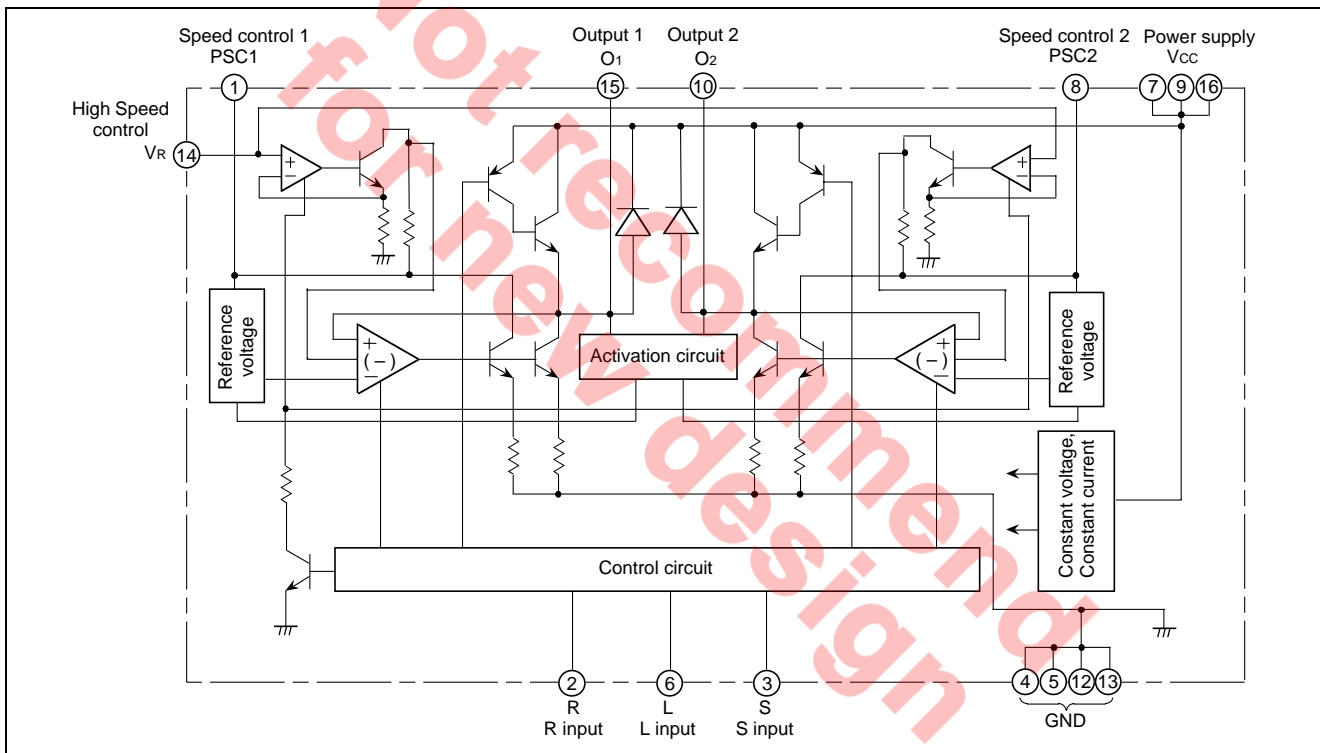 Speed control 1
PSC1
Output 1
O1
Output 2
O2
Speed control 2
PSC2
Power supply
VCC
1
15
10
8
7
9
16
High Speed
control
VR
14
+
−
+
−
Reference
voltage
+
(−)
−
Activation circuit
+
(−)
−
Reference
voltage
Constant voltage,
Constant current
Control circuit
2
6
3
4
5
12
13
R
R input
L
L input
S
S input
GND
Not recommend
for new design